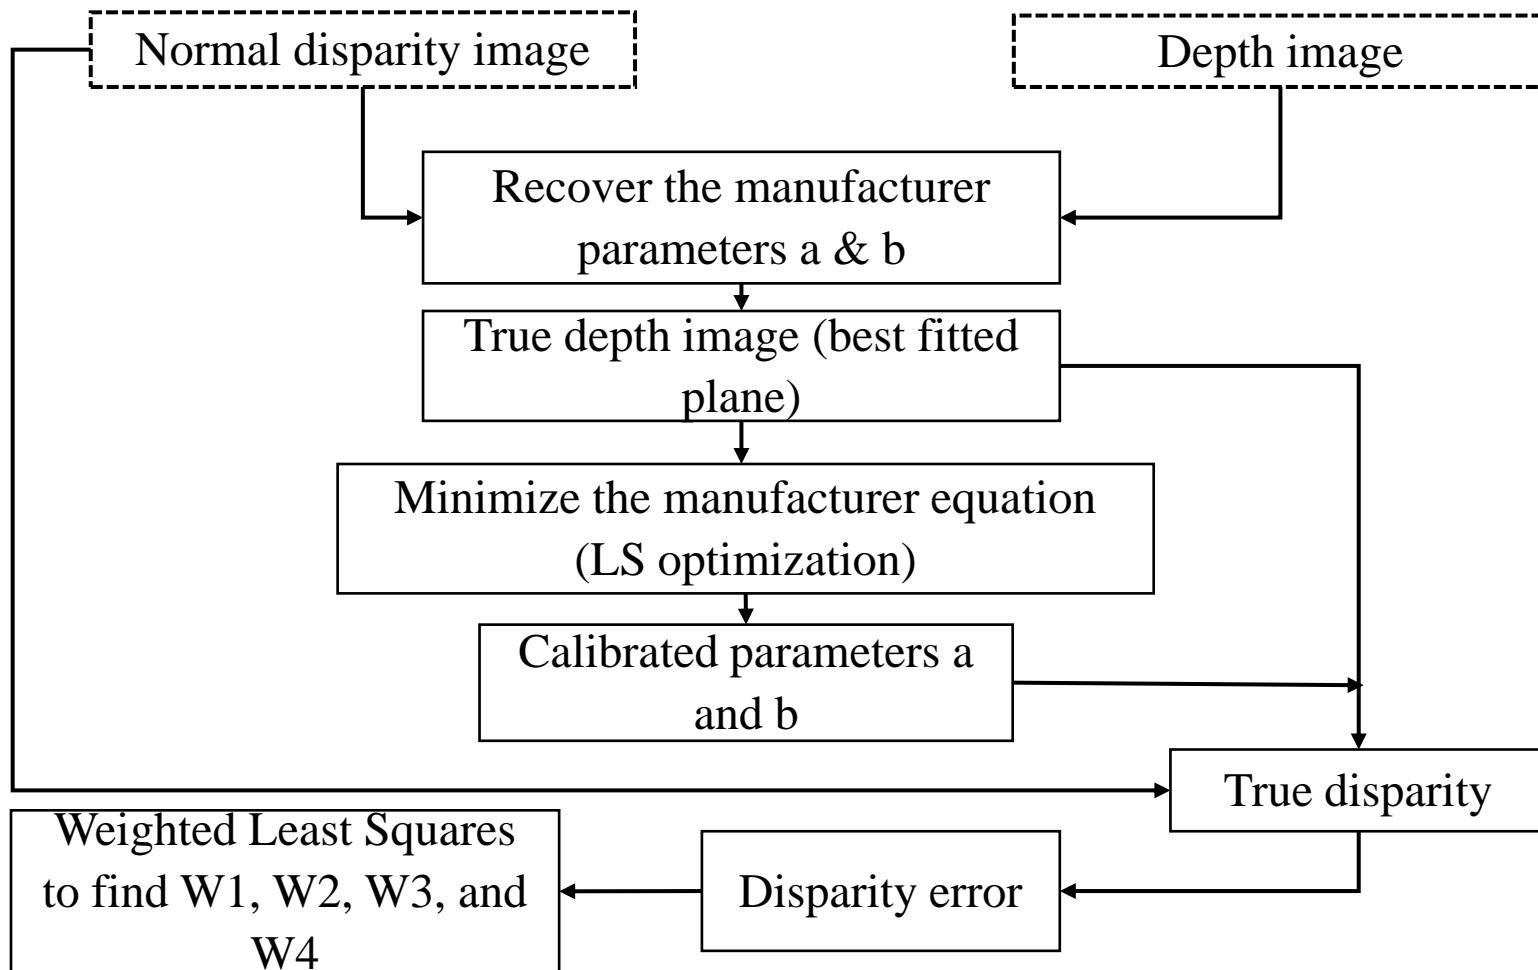 Normal disparity image
Depth image
Recover the manufacturer
parameters a & b
True depth image (best fitted
plane)
Minimize the manufacturer equation
(LS optimization)
Calibrated parameters a
and b
True disparity
Weighted Least Squares
to find W1, W2, W3, and
W4
Disparity error